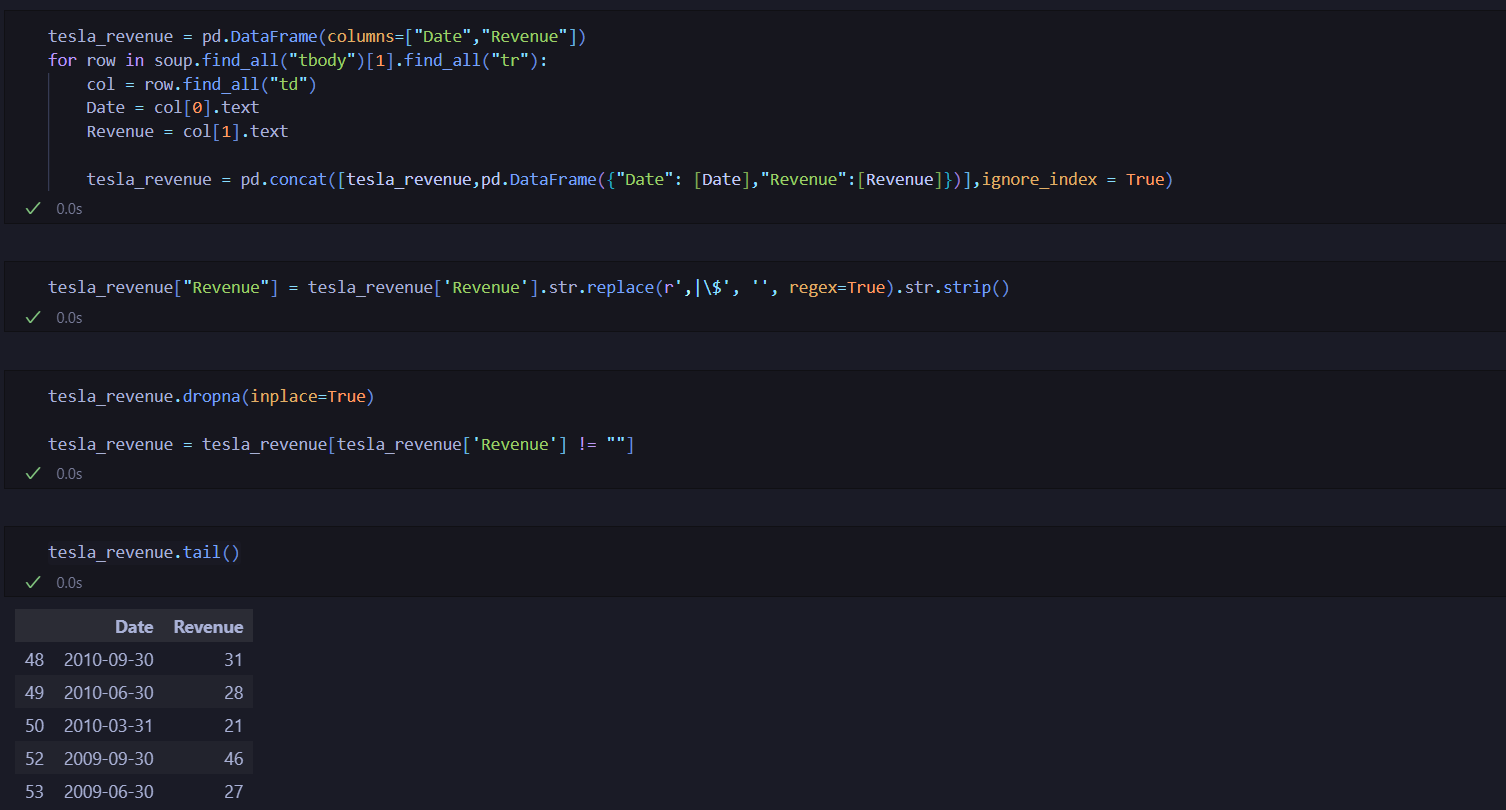 tesla_revenue = pd.DataFrame(columns=["Date","Revenue"])
for row in soup.find_all("tbody")[1].find_all("tr"):
    col = row.find_all("td")
    Date = col[0].text
    Revenue = col[1].text
    tesla_revenue = pd.concat([tesla_revenue,pd.DataFrame({"Date": [Date],"Revenue":[Revenue]})],ignore_index = True)
0.0s
tesla_revenue["Revenue"] = tesla_revenue['Revenue'].str.replace(r',|\$', '', regex=True).str.strip()
0.0s
tesla_revenue.dropna(inplace=True)
tesla_revenue = tesla_revenue[tesla_revenue['Revenue'] != ""]
0.0s
tesla_revenue.tail()
0.0s
Date Revenue
48 2010-09-30 31
49 2010-06-30 28
50 2010-03-31 21
52 2009-09-30 46
53 2009-06-30 27